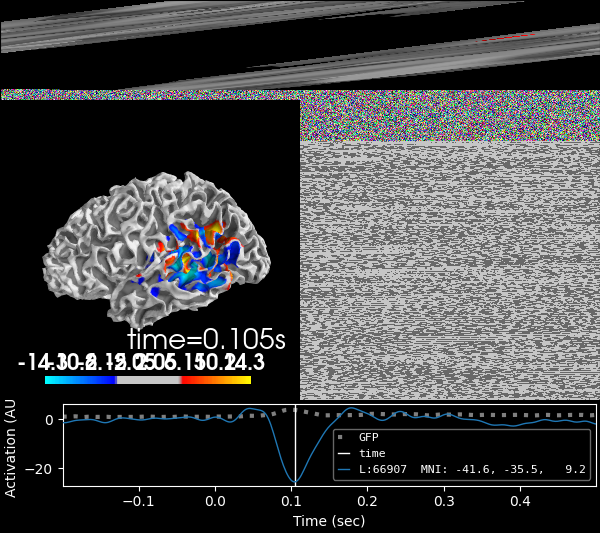 time=0.105s
0
−20
Activation (AU
GFP
time
L:66907 MNI: -41.6, -35.5, 9.2
−0.1 0.0 0.1 0.2 0.3 0.4
Time (sec)